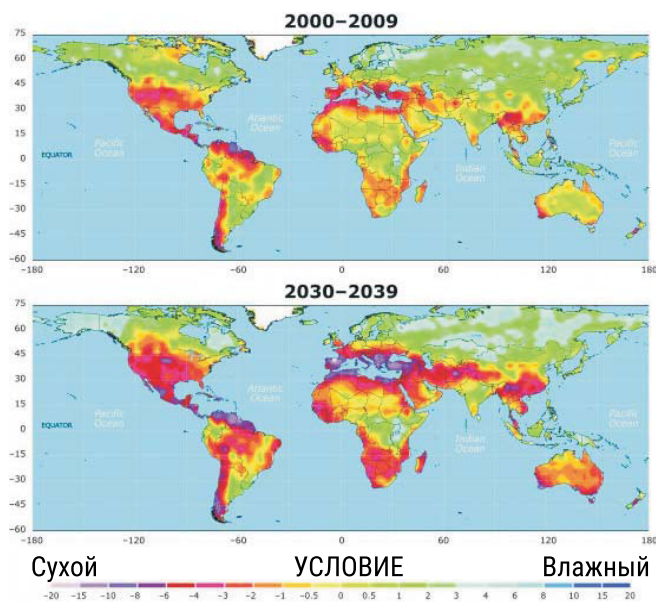 2000–2009
75
60
45
30
15
0
−15
−30
−45
−60
Atlantic
Ocean
Pacific
Ocean
EQUATOR
Indian
Ocean
Pacific
Ocean
−180 −120 −60 0 60 120 180
2030–2039
75
60
45
30
15
0
−15
−30
−45
−60
Atlantic
Ocean
Pacific
Ocean
EQUATOR
Indian
Ocean
Pacific
Ocean
−180 −120 −60 0 60 120 180
Сухой УСЛОВИЕ Влажный
−20 −15 −10 −8 −6 −4 −3 −2 −1 −0.5 0 0.5 1 2 3 4 6 8 10 15 20